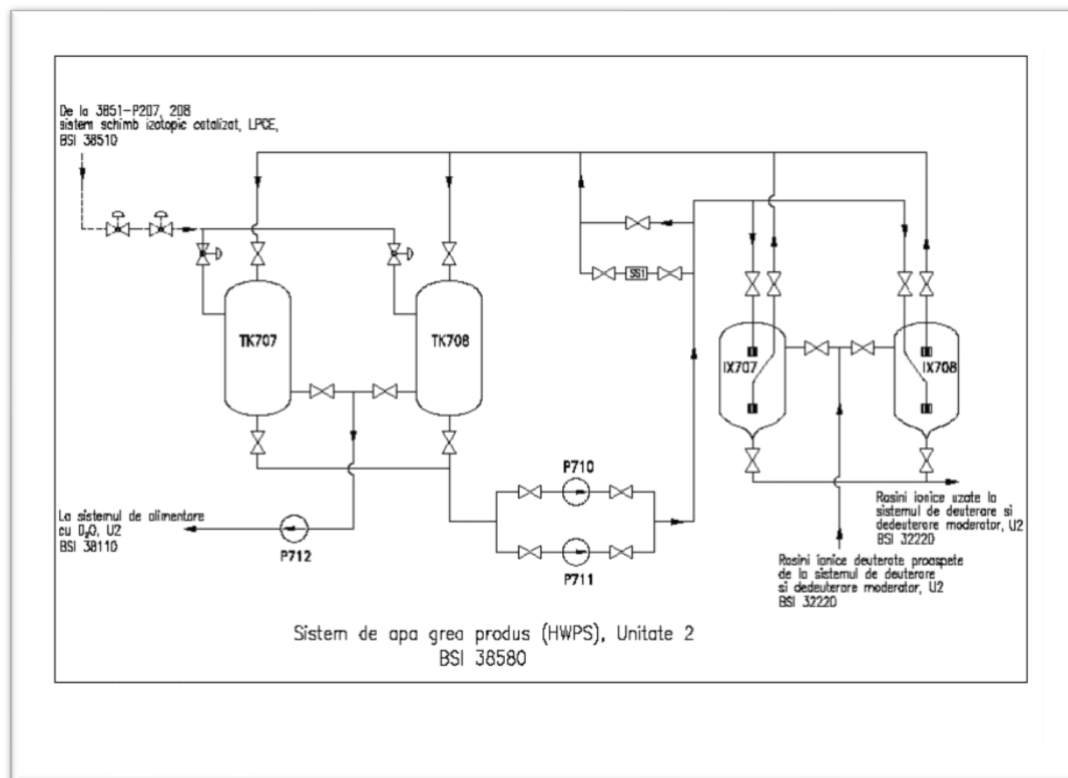 De la 3851-P207, 208
sistem schimb izotopic catalizat, LPCE,
BSI 38510
TK707
TK708
SS1
IX707
IX708
P710
P711
P712
La sistemul de alimentare
cu D₂O, U2
BSI 38110
Rasini ionice uzate la
sistemul de deuterare si
dedeuterare moderator, U2
BSI 32220
Rasini ionice deuterate proaspete
de la sistemul de deuterare
si dedeuterare moderator, U2
BSI 32220
Sistem de apa grea produs (HWPS), Unitate 2
BSI 38580